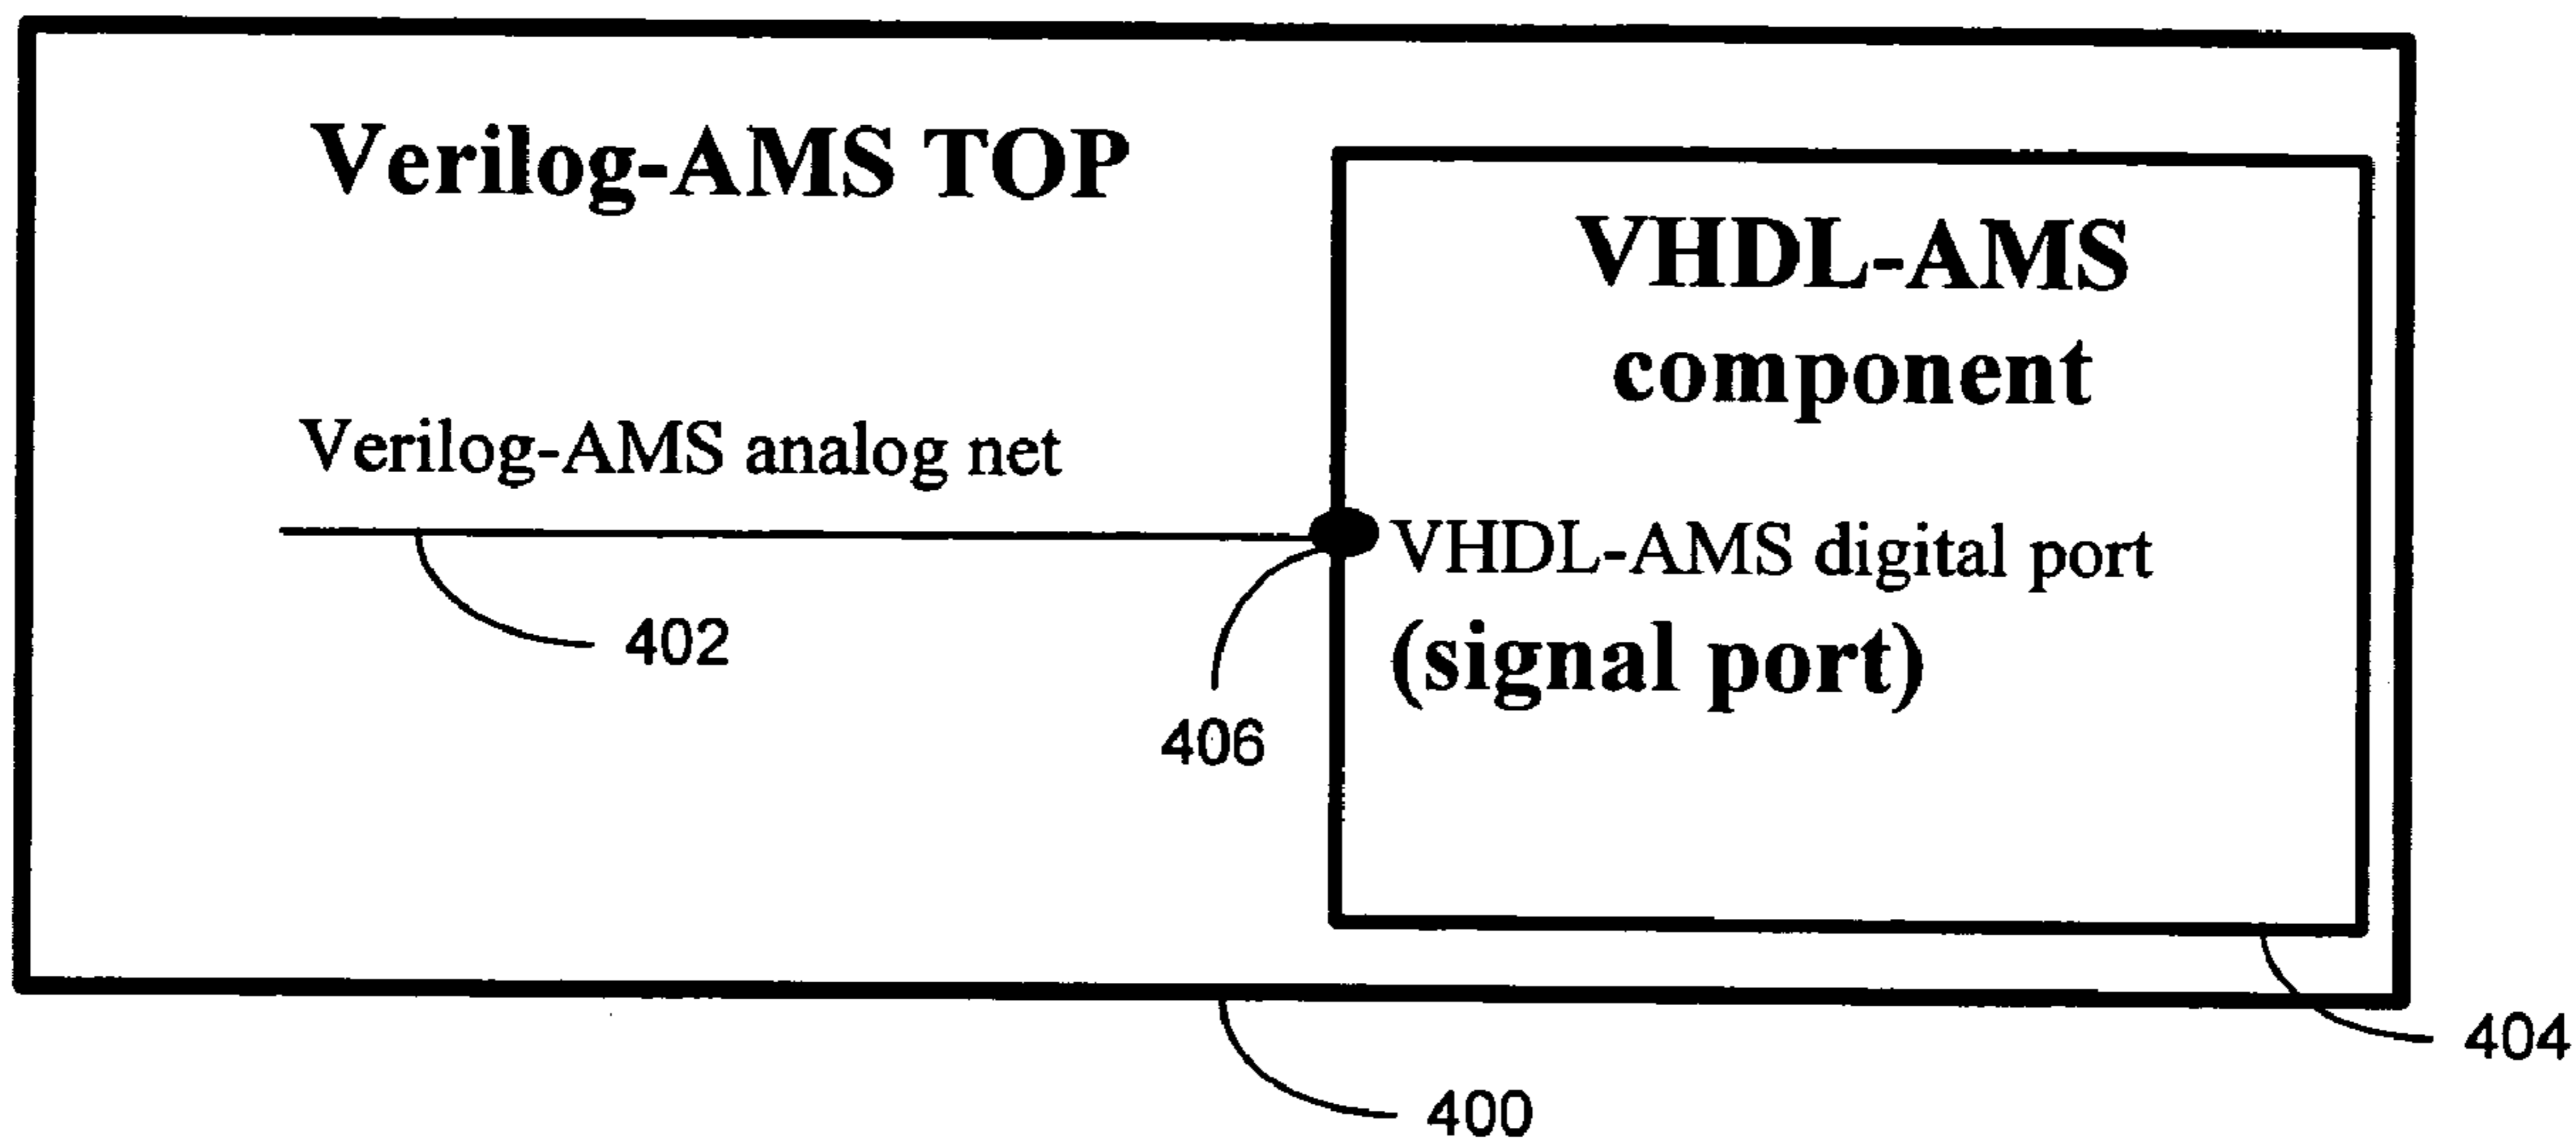 Verilog-AMS TOP
VHDL-AMS
component
Verilog-AMS analog net
VHDL-AMS digital port
(signal port)
402
406
404
400